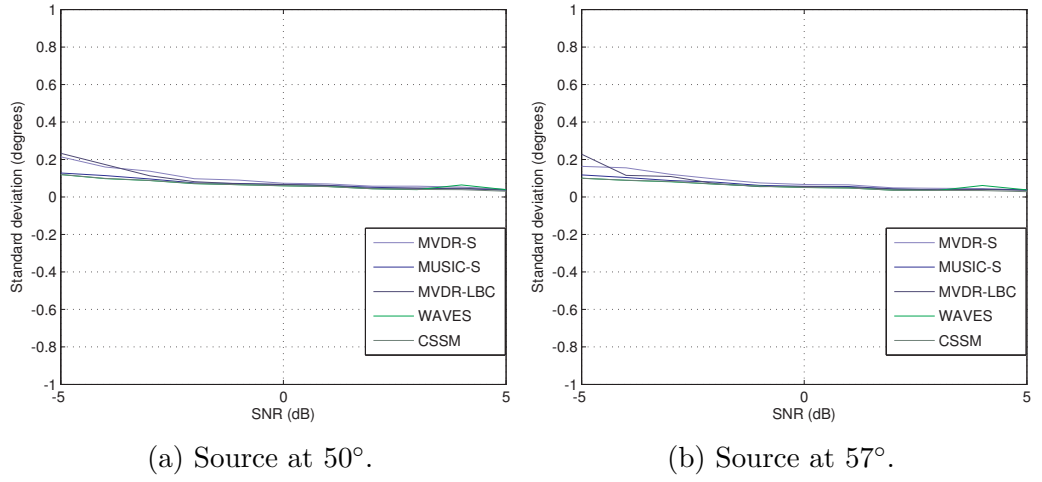 1
0.8
0.6
0.4
0.2
0
-0.2
-0.4
-0.6
-0.8
-1
Standard deviation (degrees)
-5 0 5
SNR (dB)
MVDR-S
MUSIC-S
MVDR-LBC
WAVES
CSSM
(a) Source at 50°.
1
0.8
0.6
0.4
0.2
0
-0.2
-0.4
-0.6
-0.8
-1
Standard deviation (degrees)
-5 0 5
SNR (dB)
MVDR-S
MUSIC-S
MVDR-LBC
WAVES
CSSM
(b) Source at 57°.